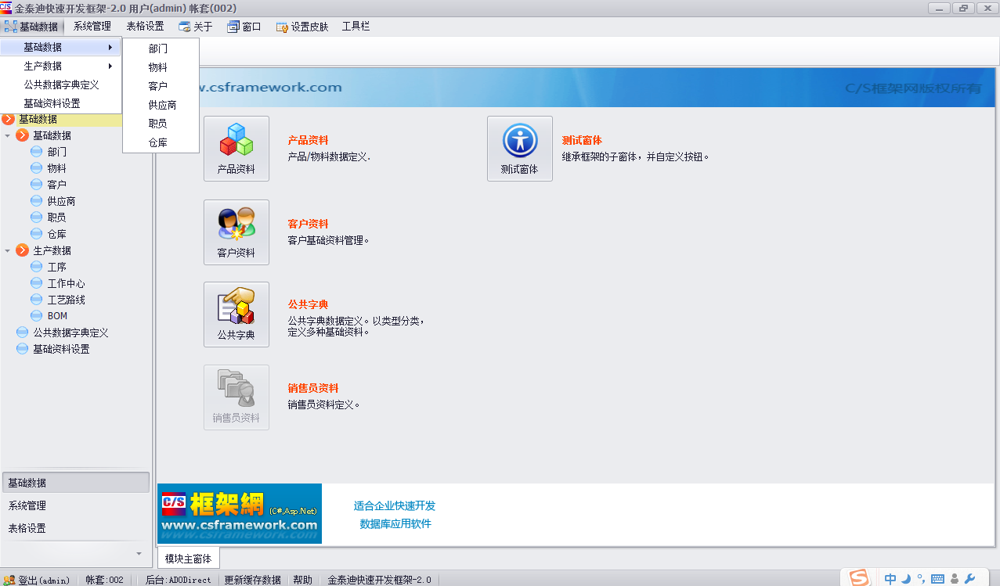 C/S 金泰迪快速开发框架-2.0 用户(admin) 帐套(002)
基础数据 系统管理 表格设置 关于 窗口 设置皮肤 工具栏
基础数据
生产数据
公共数据字典定义
基础资料设置
部门
物料
客户
供应商
职员
仓库
基础数据
基础数据
部门
物料
客户
供应商
职员
仓库
生产数据
工序
工作中心
工艺路线
BOM
公共数据字典定义
基础资料设置
基础数据
系统管理
表格设置
w.csframework.com
C/S框架网版权所有
产品资料
产品资料
产品/物料数据定义.
测试窗体
测试窗体
继承框架的子窗体，并自定义按钮。
客户资料
客户资料
客户基础资料管理。
公共字典
公共字典
公共字典数据定义。以类型分类，
定义多种基础资料。
销售员资料
销售员资料
销售员资料定义。
C/S 框架網 (C#.Asp.Net)
www.csframework.com
适合企业快速开发
数据库应用软件
模块主窗体
登出(admin) 帐套:002 后台:ADODirect 更新缓存数据 帮助 金泰迪快速开发框架-2.0
S 中